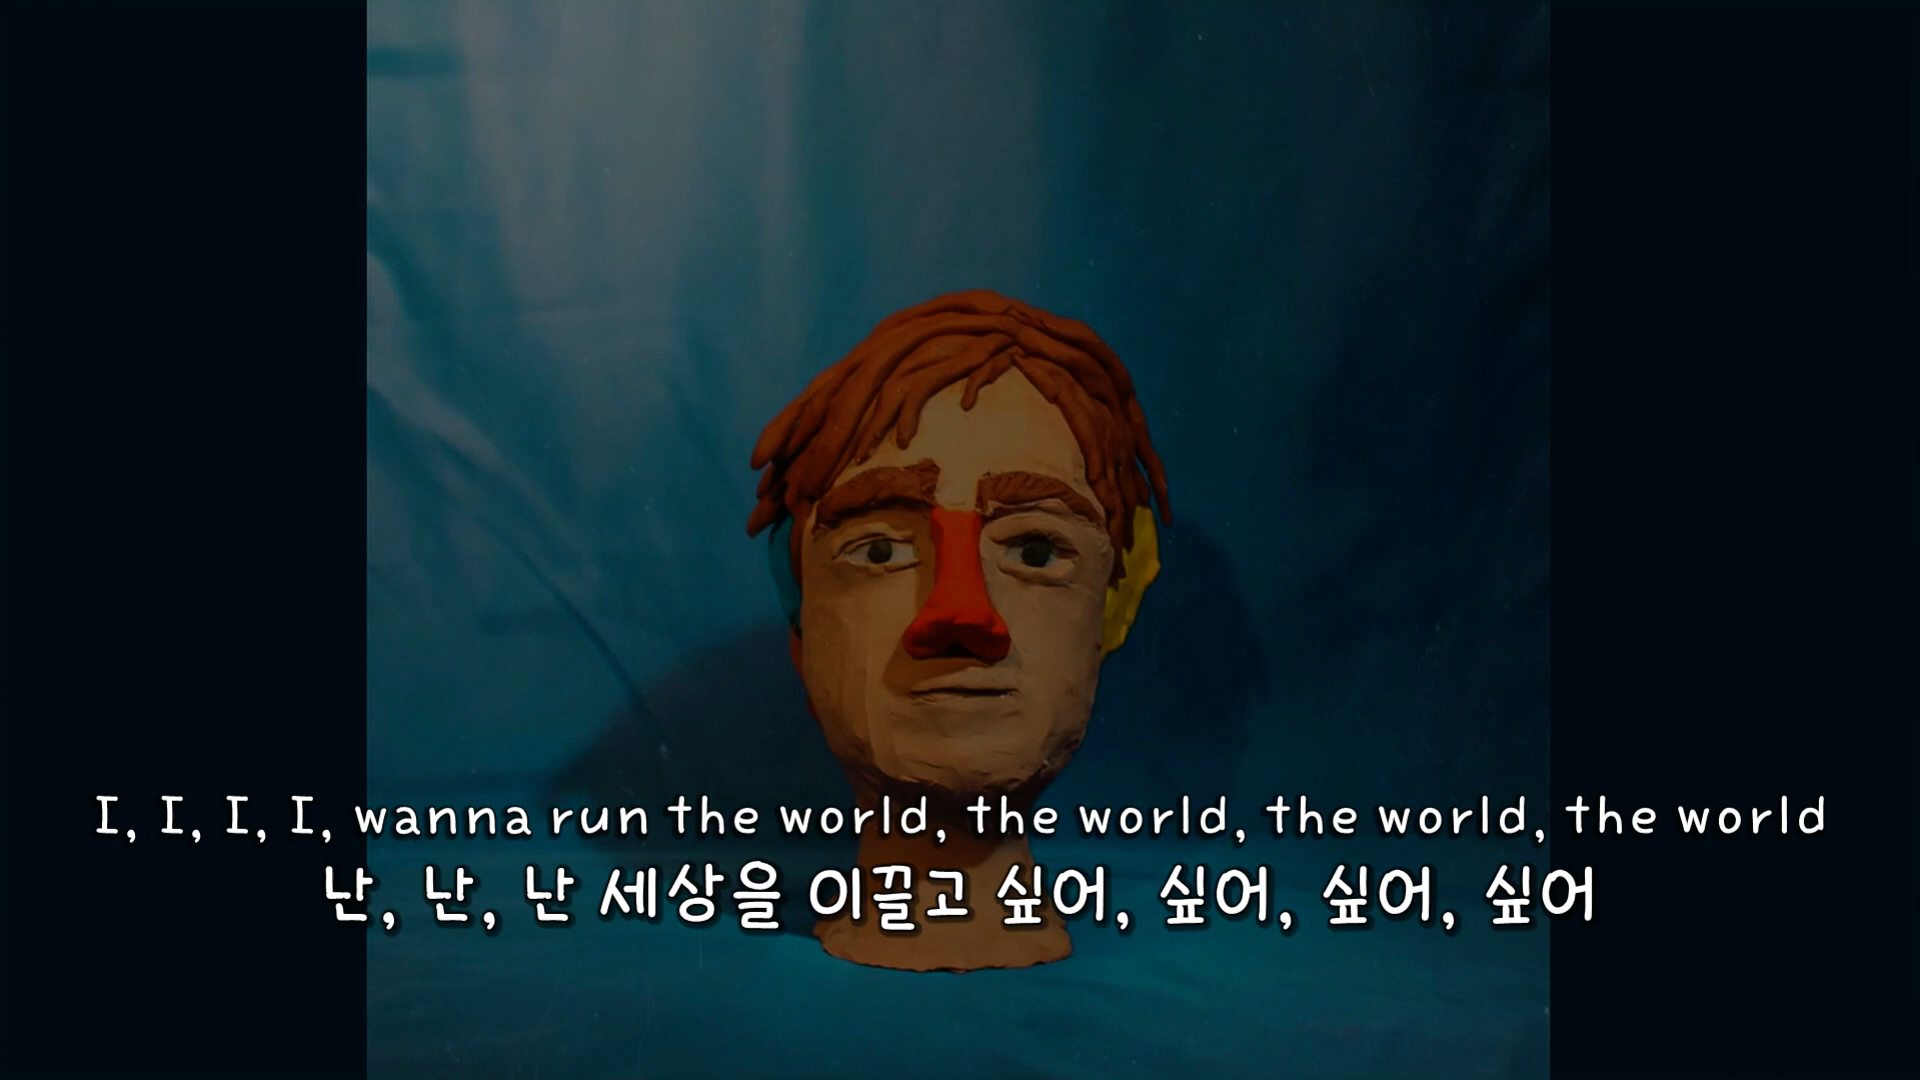 I, I, I, I, wanna run the world, the world, the world, the world
난, 난, 난 세상을 이끌고 싶어, 싶어, 싶어, 싶어